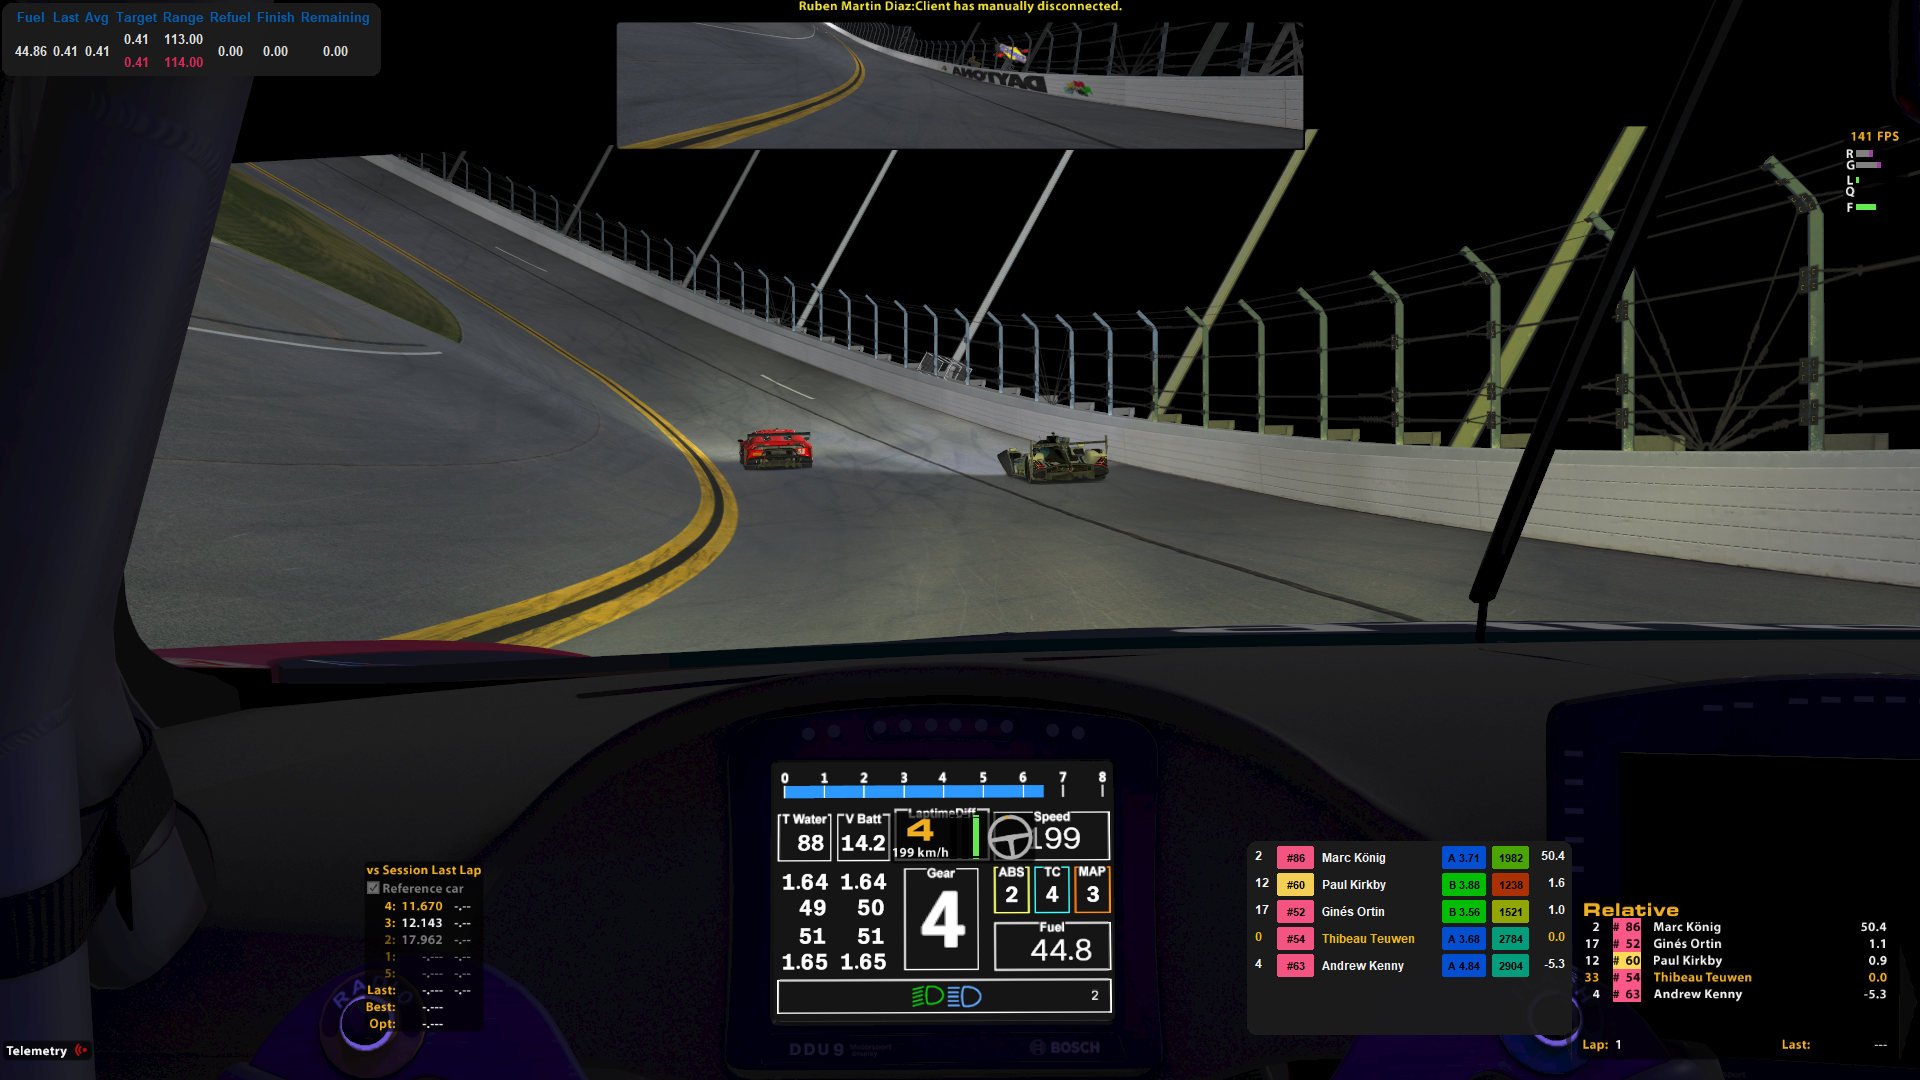 Ruben Martin Diaz:Client has manually disconnected.
Fuel Last Avg Target Range Refuel Finish Remaining
0.41 113.00
44.86 0.41 0.41 0.00 0.00 0.00
0.41 114.00
DAYTONA
141 FPS
R
G
L
Q
F
0 1 2 3 4 5 6 7 8
T Water V Batt LaptimeDiff Speed
88 14.2 4 199
199 km/h
1.64 1.64 Gear ABS TC MAP
49 50 4 2 4 3
51 51 Fuel
1.65 1.65 44.8
2
DDU9 Motorsport Display BOSCH
vs Session Last Lap
Reference car
4: 11.670 -.--
3: 12.143 -.--
2: 17.962 -.--
1: -.--- -.--
5: -.--- -.--
Last: -.--- -.--
Best: -.---
Opt: -.---
Telemetry
2 #86 Marc König A 3.71 1982 50.4
12 #60 Paul Kirkby B 3.88 1238 1.6
17 #52 Ginés Ortin B 3.56 1521 1.0
0 #54 Thibeau Teuwen A 3.68 2784 0.0
4 #63 Andrew Kenny A 4.84 2904 -5.3
Relative
2 # 86 Marc König 50.4
17 # 52 Ginés Ortin 1.1
12 # 60 Paul Kirkby 0.9
33 # 54 Thibeau Teuwen 0.0
4 # 63 Andrew Kenny -5.3
Lap: 1 Last: ---